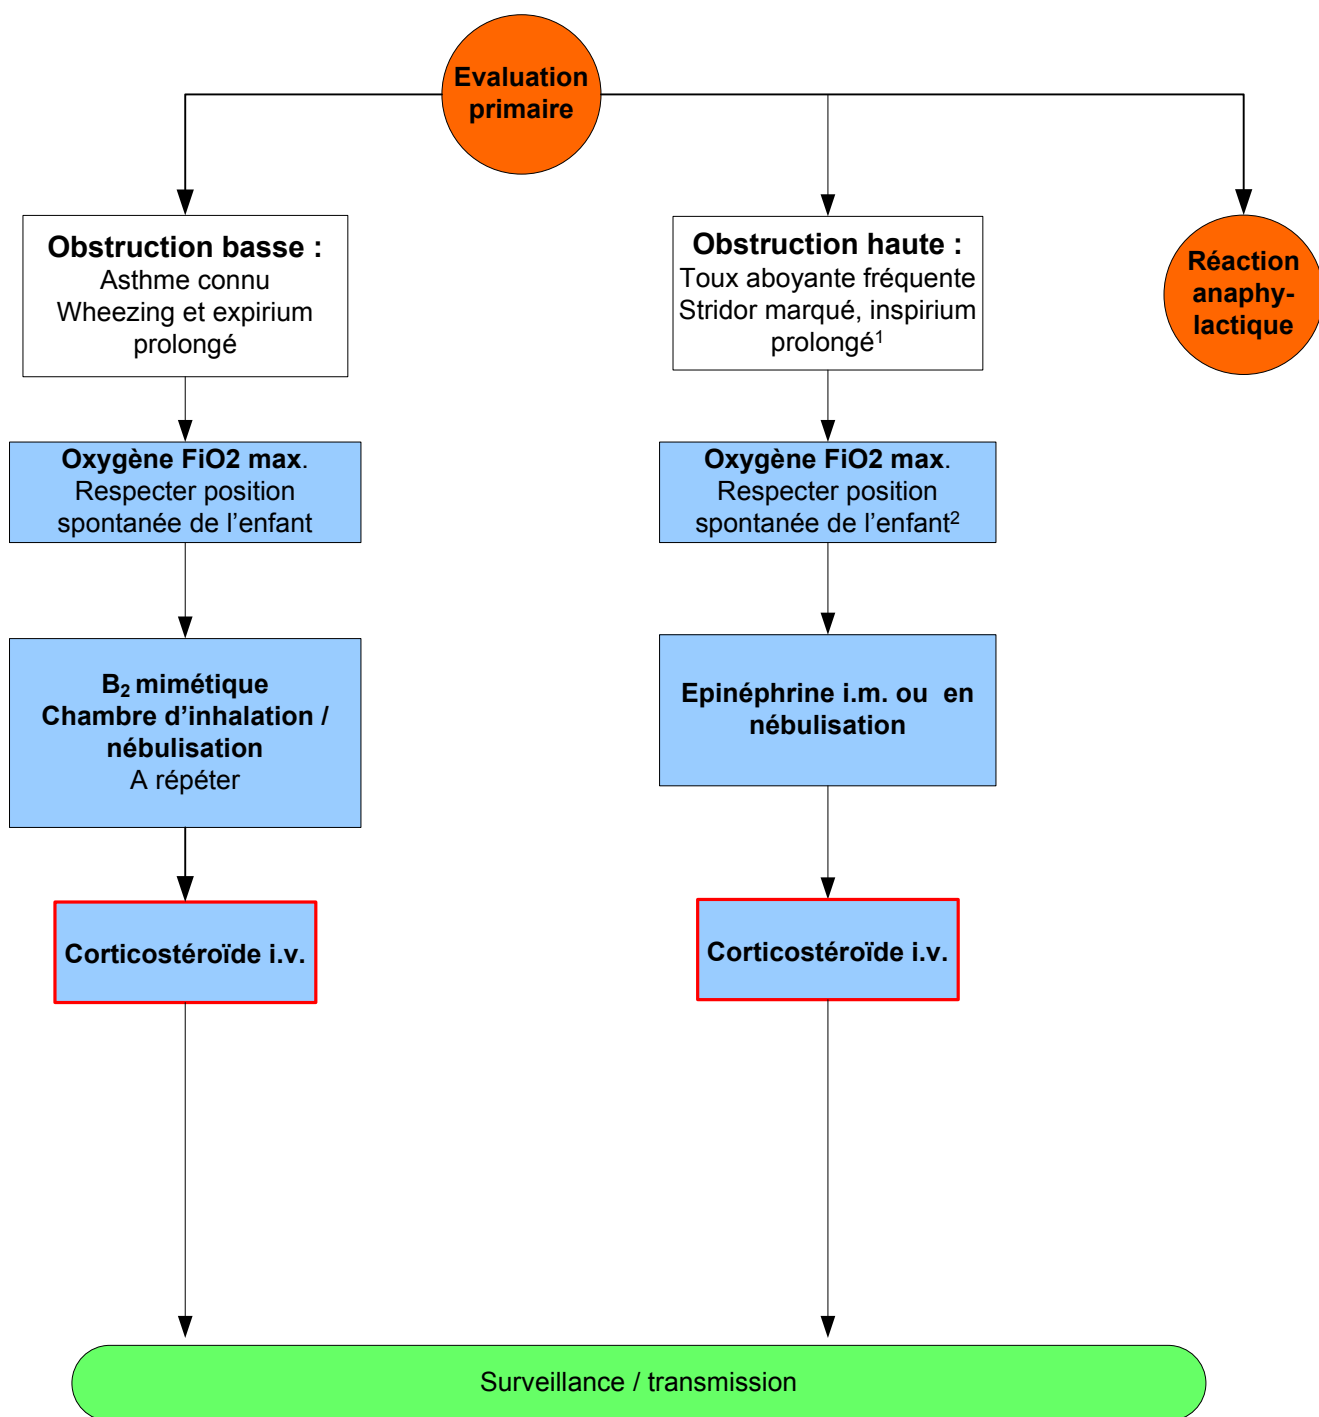 Evaluation
primaire
Obstruction basse :
Asthme connu
Wheezing et expirium
prolongé
Obstruction haute :
Toux aboyante fréquente
Stridor marqué, inspirium
prolongé¹
Réaction
anaphy-
lactique
Oxygène FiO2 max.
Respecter position
spontanée de l’enfant
Oxygène FiO2 max.
Respecter position
spontanée de l’enfant²
B₂ mimétique
Chambre d’inhalation /
nébulisation
A répéter
Epinéphrine i.m. ou en
nébulisation
Corticostéroïde i.v.
Corticostéroïde i.v.
Surveillance / transmission